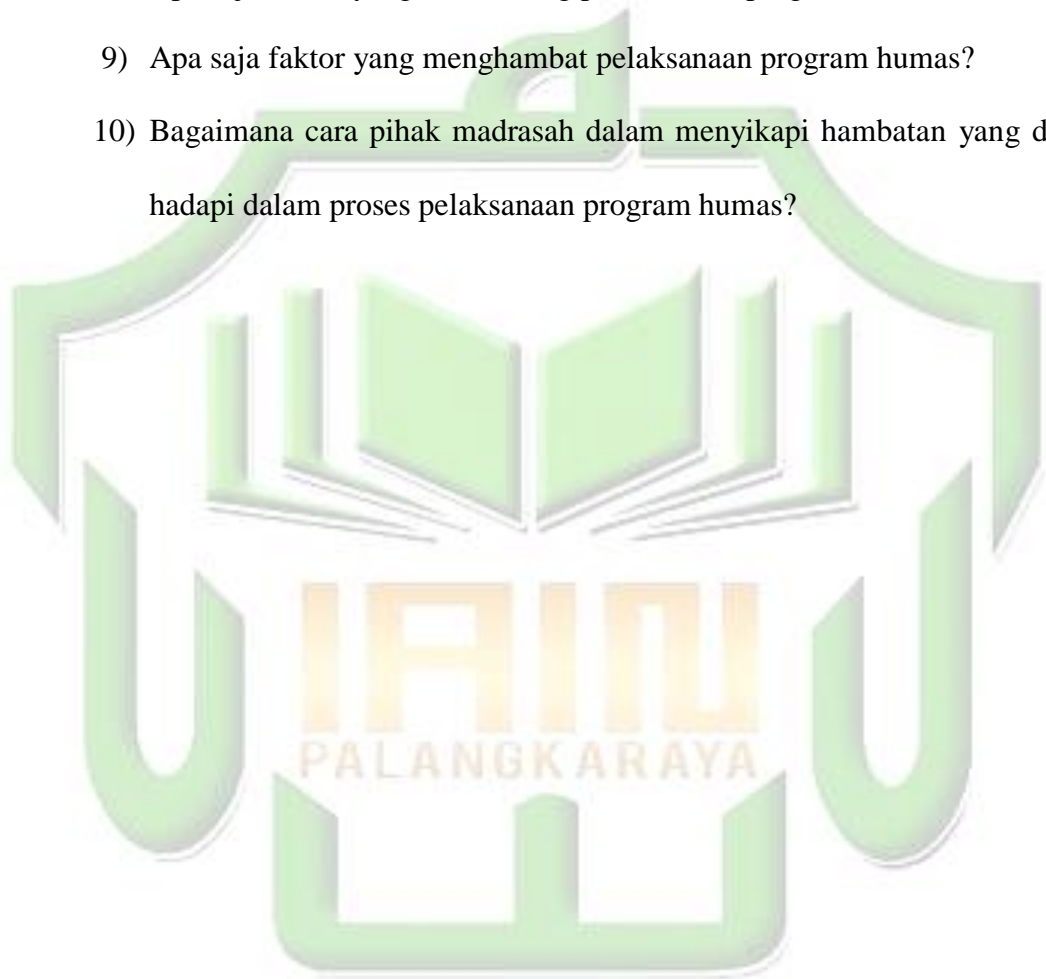 9) Apa saja faktor yang menghambat pelaksanaan program humas?
10) Bagaimana cara pihak madrasah dalam menyikapi hambatan yang d
hadapi dalam proses pelaksanaan program humas?
IAIN
PALANGKARAYA